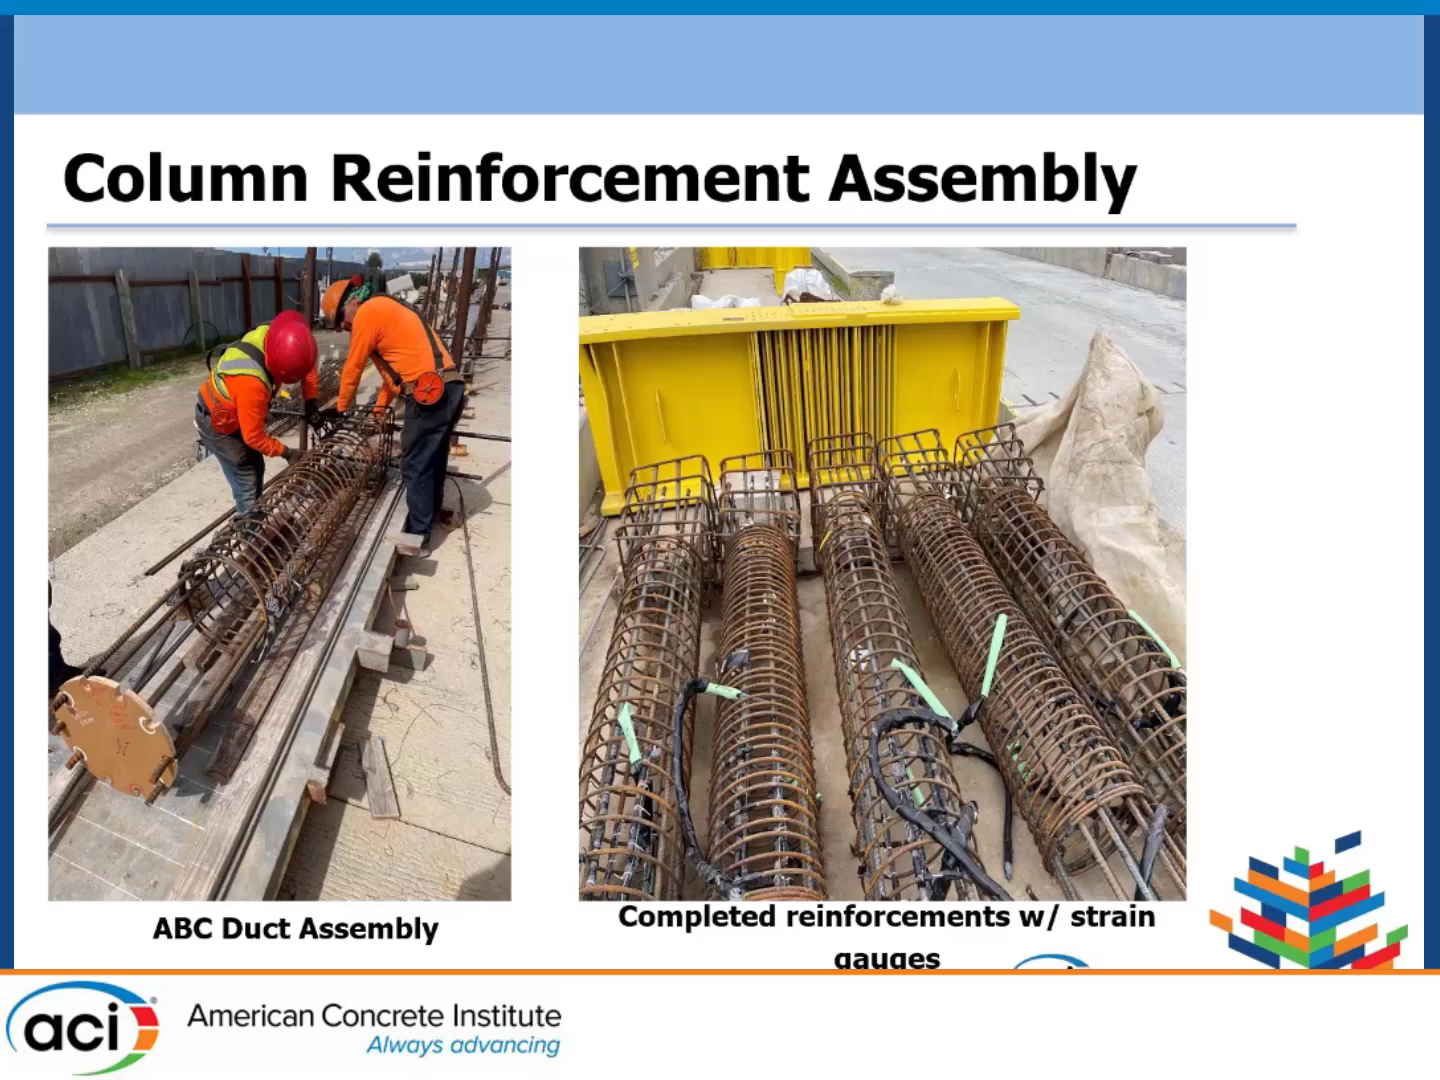 Column Reinforcement Assembly
ABC Duct Assembly
Completed reinforcements w/ strain
gauges
N
aci®
American Concrete Institute
Always advancing